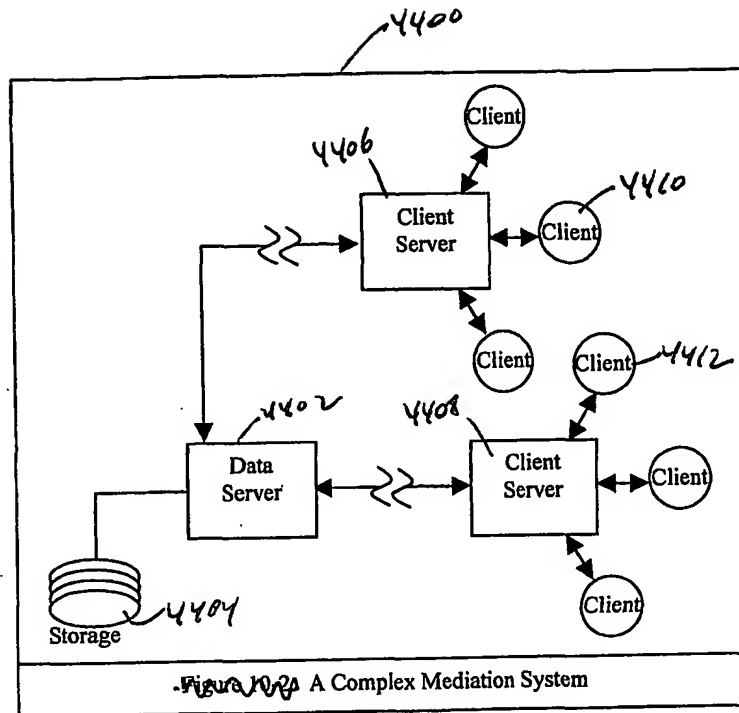 4400
Client
4406
Client
Server
4410
Client
Client
Client
4412
4402
4408
Data
Server
Client
Server
Client
Client
4404
Storage
A Complex Mediation System